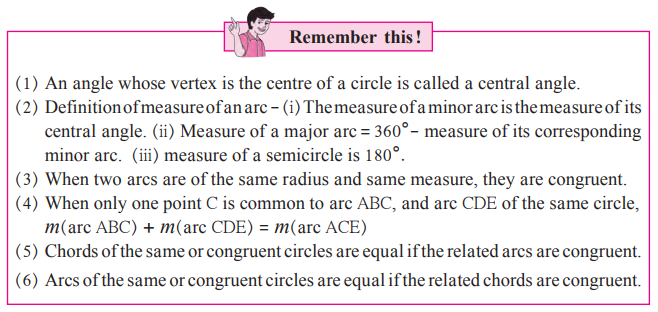 Remember this!
(1) An angle whose vertex is the centre of a circle is called a central angle.
(2) Definition of measure of an arc - (i) The measure of a minor arc is the measure of its
central angle. (ii) Measure of a major arc = 360° - measure of its corresponding
minor arc. (iii) measure of a semicircle is 180°.
(3) When two arcs are of the same radius and same measure, they are congruent.
(4) When only one point C is common to arc ABC, and arc CDE of the same circle,
m(arc ABC) + m(arc CDE) = m(arc ACE)
(5) Chords of the same or congruent circles are equal if the related arcs are congruent.
(6) Arcs of the same or congruent circles are equal if the related chords are congruent.